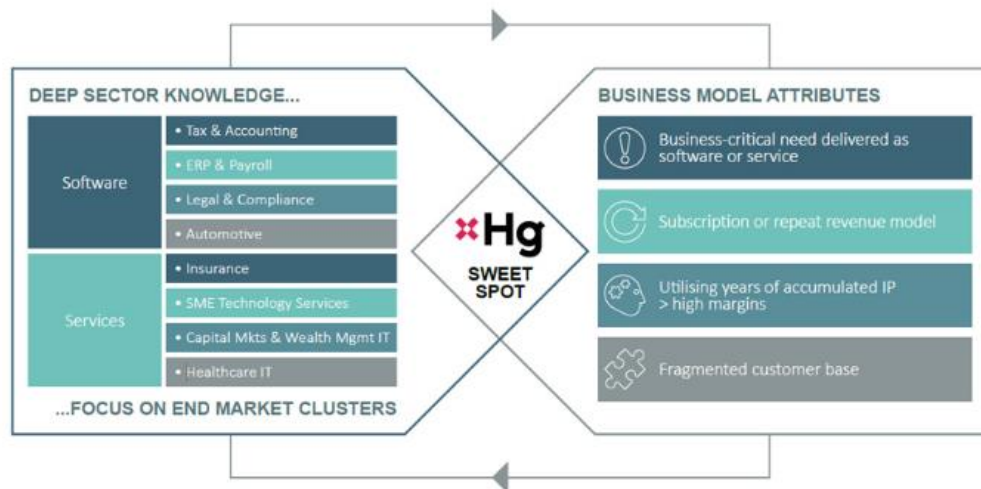 DEEP SECTOR KNOWLEDGE...
Software
• Tax & Accounting
• ERP & Payroll
• Legal & Compliance
• Automotive
Services
• Insurance
• SME Technology Services
• Capital Mkts & Wealth Mgmt IT
• Healthcare IT
...FOCUS ON END MARKET CLUSTERS
Hg
SWEET
SPOT
BUSINESS MODEL ATTRIBUTES
Business-critical need delivered as
software or service
Subscription or repeat revenue model
Utilising years of accumulated IP
> high margins
Fragmented customer base